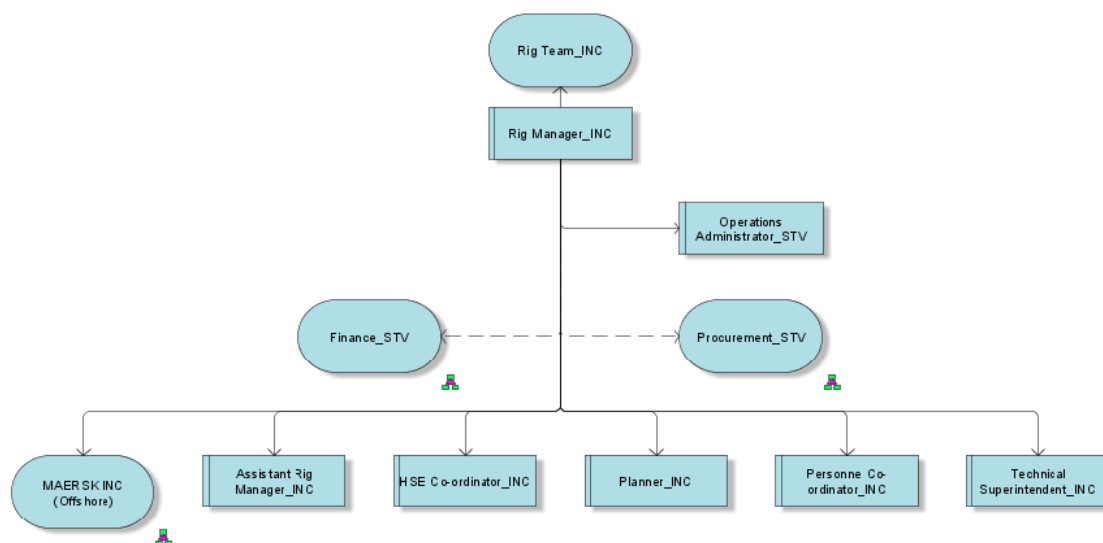 Rig Team_INC
Rig Manager_INC
Operations
Administrator_STV
Finance_STV
Procurement_STV
MAERSK INC
(Offshore)
Assistant Rig
Manager_INC
HSE Co-ordinator_INC
Planner_INC
Personne Co-
ordinator_INC
Technical
Superintendent_INC